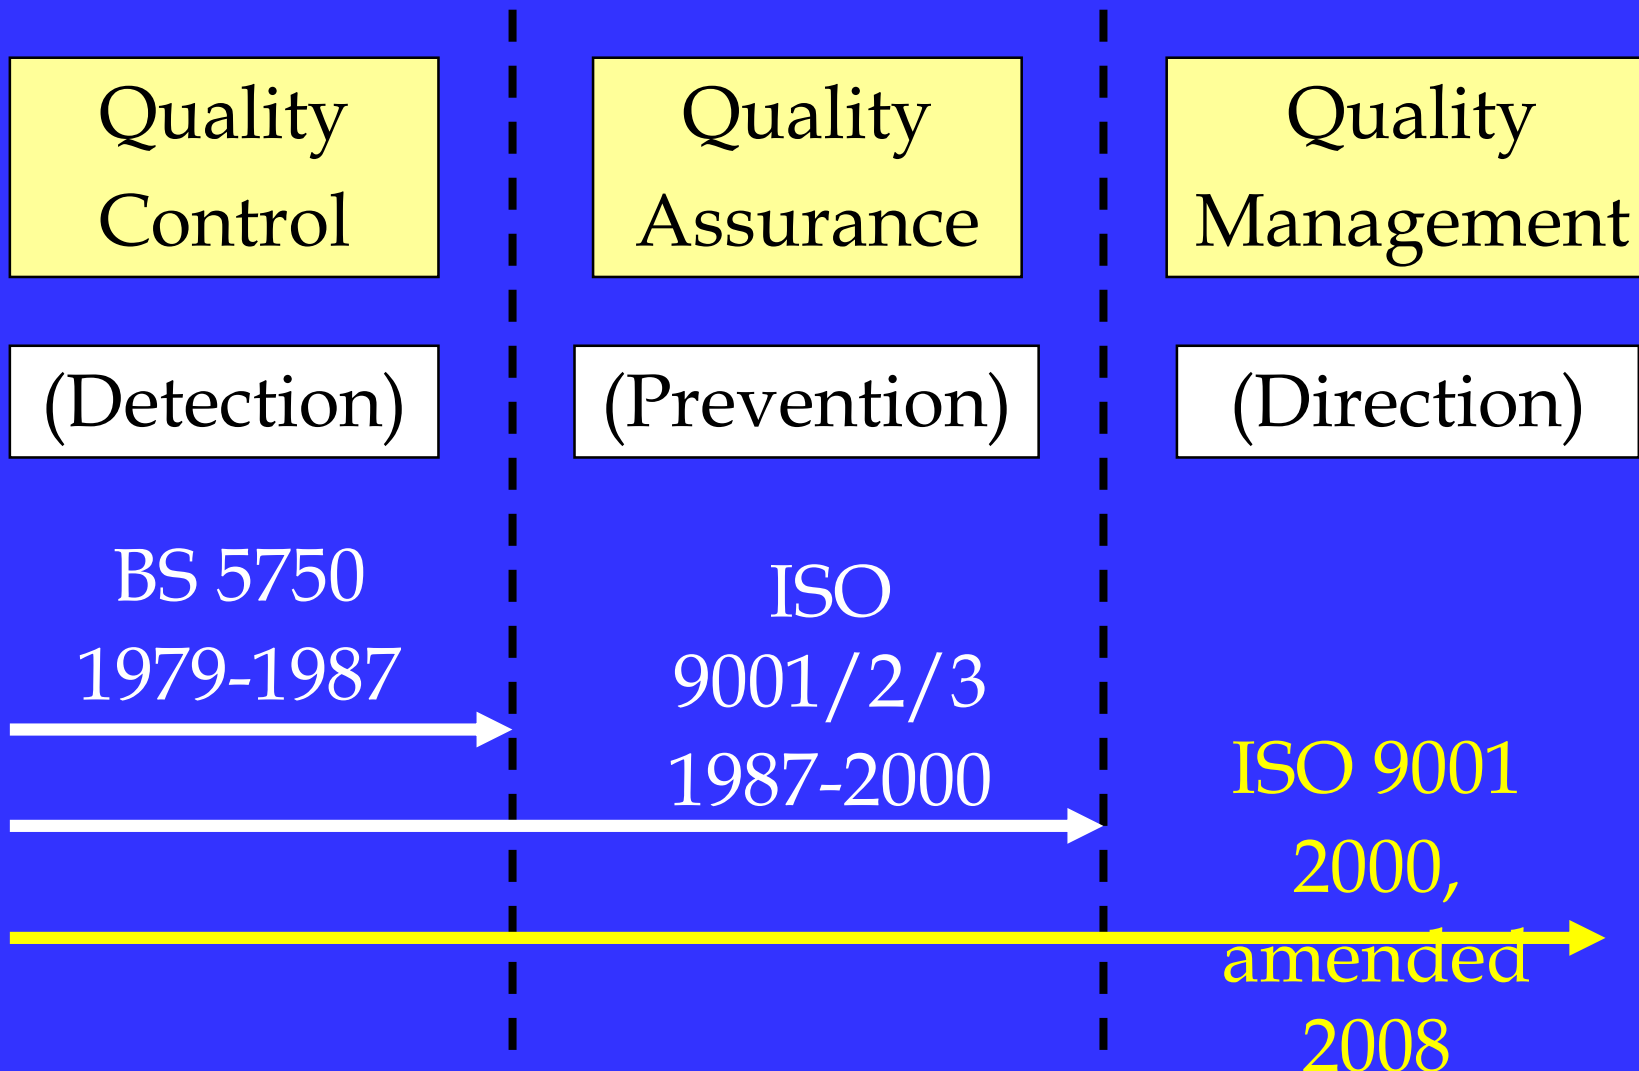 Quality
Control
Quality
Assurance
Quality
Management
(Detection)
(Prevention)
(Direction)
BS 5750
1979-1987
ISO
9001/2/3
1987-2000
ISO 9001
2000,
amended
2008